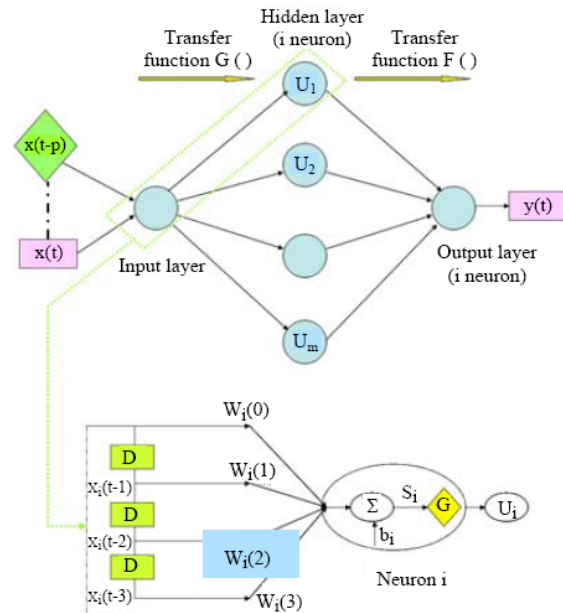 Hidden layer
(i neuron)
Transfer
function G ( )
Transfer
function F ( )
U1
x(t-p)
U2
x(t)
y(t)
Input layer
Output layer
(i neuron)
Um
Wi(0)
D
Wi(1)
xi(t-1)
D
Si
Σ
G
Ui
bi
xi(t-2)
Wi(2)
D
Neuron i
xi(t-3)
Wi(3)